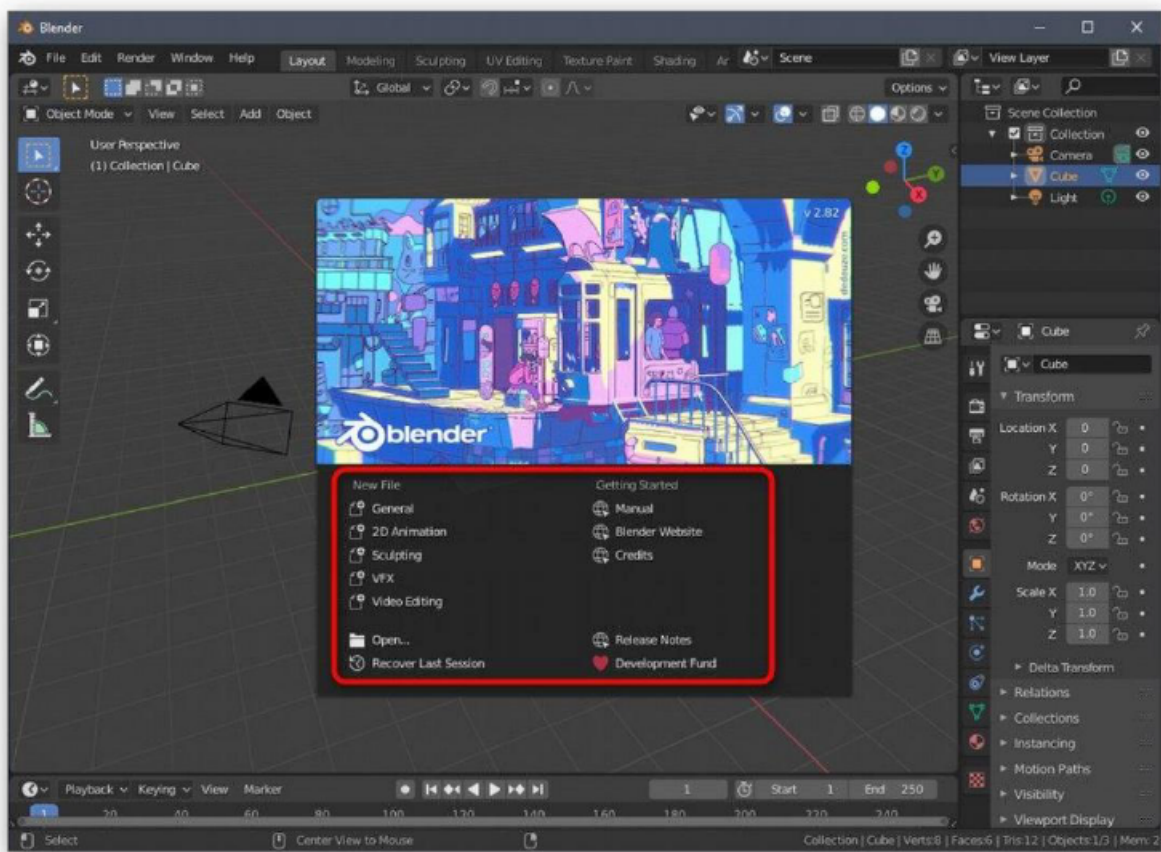 Blender
File Edit Render Window Help Layout Modeling Sculpting UV Editing Texture Paint Shading Ar Scene View Layer
Global Options
Object Mode View Select Add Object
User Perspective
(1) Collection | Cube
Scene Collection
Collection
Camera
Cube
Light
Z
Y
X
v 2.82
dedouze.com
blender
New File
General
2D Animation
Sculpting
VFX
Video Editing
Open...
Recover Last Session
Getting Started
Manual
Blender Website
Credits
Release Notes
Development Fund
Cube
Cube
Transform
Location X 0
Y 0
Z 0
Rotation X 0°
Y 0°
Z 0°
Mode XYZ
Scale X 1.0
Y 1.0
Z 1.0
Delta Transform
Relations
Collections
Instancing
Motion Paths
Visibility
Viewport Display
Playback Keying View Marker 1 Start 1 End 250
1 20 40 60 80 100 120 140 160 180 200 220 240
Select Center View to Mouse Collection | Cube | Verts:8 | Faces:6 | Tris:12 | Objects:1/3 | Mem: 2